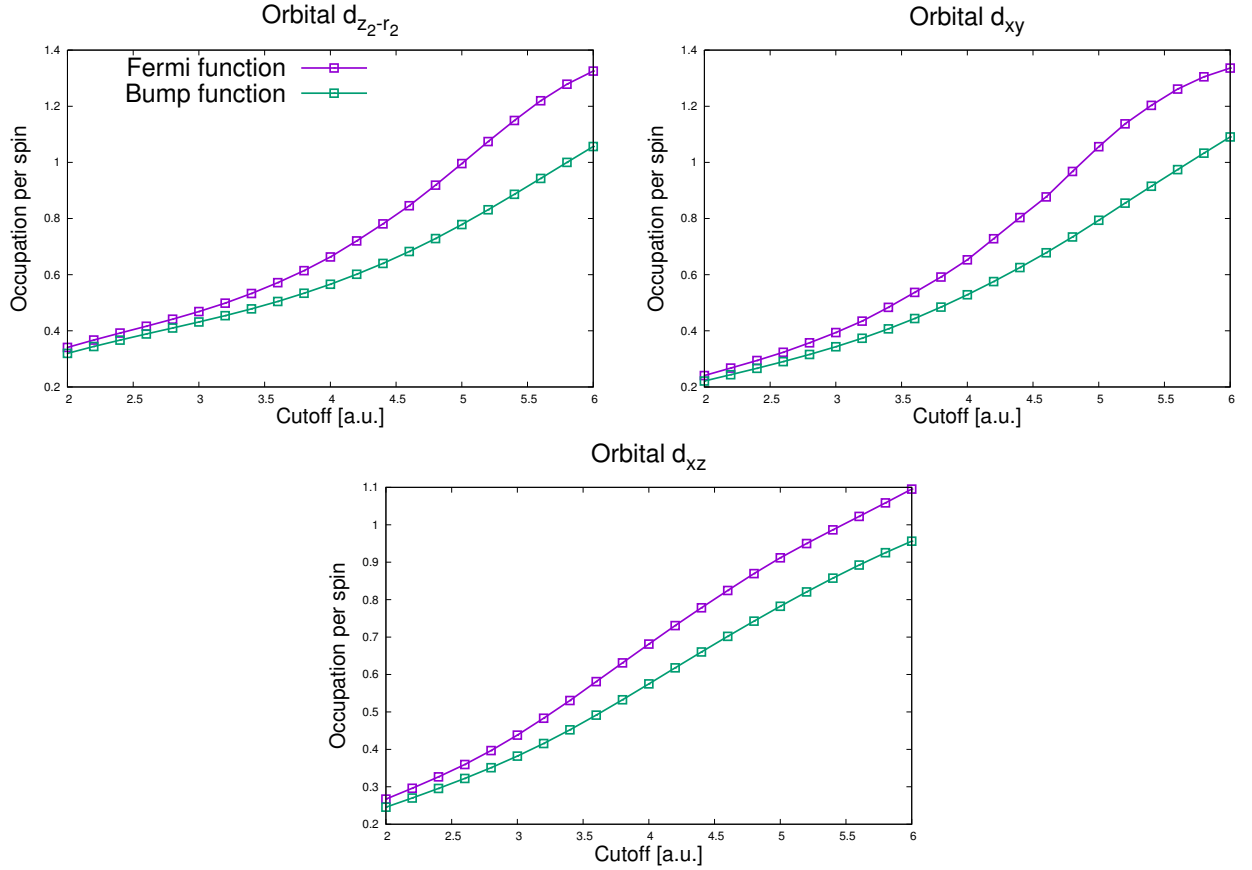 Orbital d_{z_2-r_2}
1.4
1.2
1
0.8
0.6
0.4
0.2
Occupation per spin
Fermi function
Bump function
2 2.5 3 3.5 4 4.5 5 5.5 6
Cutoff [a.u.]
Orbital d_{xy}
1.4
1.2
1
0.8
0.6
0.4
0.2
Occupation per spin
2 2.5 3 3.5 4 4.5 5 5.5 6
Cutoff [a.u.]
Orbital d_{xz}
1.1
1
0.9
0.8
0.7
0.6
0.5
0.4
0.3
0.2
Occupation per spin
2 2.5 3 3.5 4 4.5 5 5.5 6
Cutoff [a.u.]